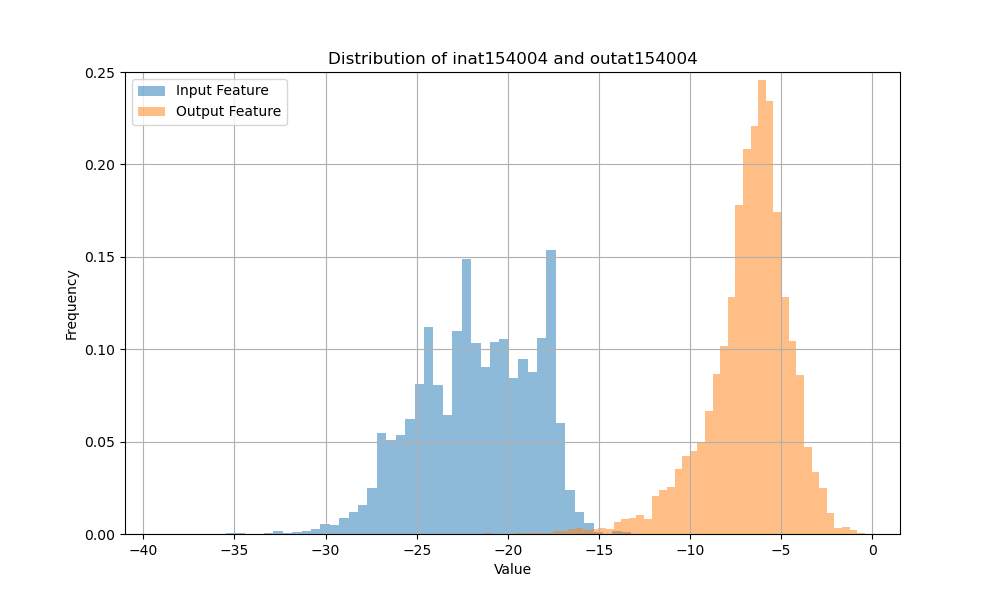 Distribution of inat154004 and outat154004
Input Feature
Output Feature
Frequency
0.25
0.20
0.15
0.10
0.05
0.00
−40 −35 −30 −25 −20 −15 −10 −5 0
Value